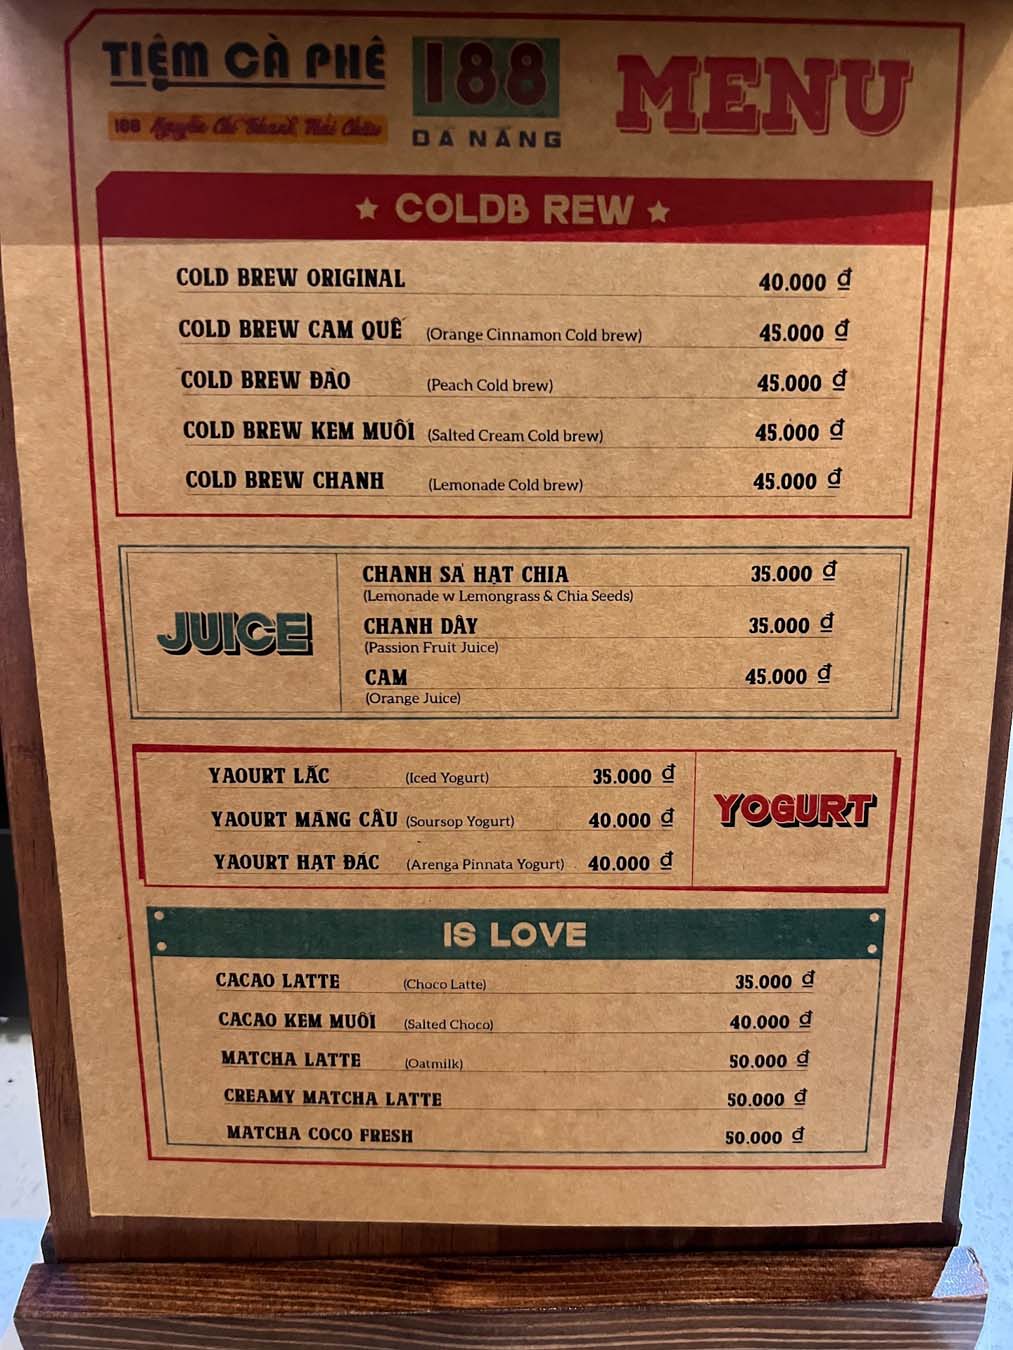 TIỆM CÀ PHÊ
188
MENU
188 Nguyễn Chí Thanh, Hải Châu
ĐÀ NẴNG
★ COLDB REW ★
COLD BREW ORIGINAL 40.000 ₫
COLD BREW CAM QUẾ (Orange Cinnamon Cold brew) 45.000 ₫
COLD BREW ĐÀO (Peach Cold brew) 45.000 ₫
COLD BREW KEM MUỐI (Salted Cream Cold brew) 45.000 ₫
COLD BREW CHANH (Lemonade Cold brew) 45.000 ₫
JUICE
CHANH SẢ HẠT CHIA 35.000 ₫
(Lemonade w Lemongrass & Chia Seeds)
CHANH DÂY 35.000 ₫
(Passion Fruit Juice)
CAM 45.000 ₫
(Orange Juice)
YOGURT
YAOURT LẮC (Iced Yogurt) 35.000 ₫
YAOURT MÃNG CẦU (Soursop Yogurt) 40.000 ₫
YAOURT HẠT ĐÁC (Arenga Pinnata Yogurt) 40.000 ₫
IS LOVE
CACAO LATTE (Choco Latte) 35.000 ₫
CACAO KEM MUỐI (Salted Choco) 40.000 ₫
MATCHA LATTE (Oatmilk) 50.000 ₫
CREAMY MATCHA LATTE 50.000 ₫
MATCHA COCO FRESH 50.000 ₫